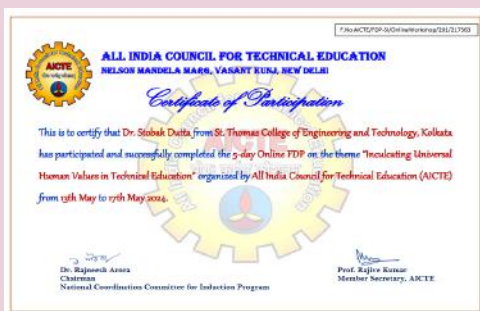 F.No AICTE/FDP-SI/OnlineWorkshop/291/217363
AICTE
ALL INDIA COUNCIL FOR TECHNICAL EDUCATION
NELSON MANDELA MARG, VASANT KUNJ, NEW DELHI
Certificate of Participation
This is to certify that Dr. Stobak Dutta from St. Thomas College of Engineering and Technology, Kolkata
has participated and successfully completed the 5-day Online FDP on the theme "Inculcating Universal
Human Values in Technical Education" organized by All India Council for Technical Education (AICTE)
from 13th May to 17th May 2024.
Dr. Rajneesh Arora
Chairman
National Coordination Committee for Induction Program
Prof. Rajive Kumar
Member Secretary, AICTE